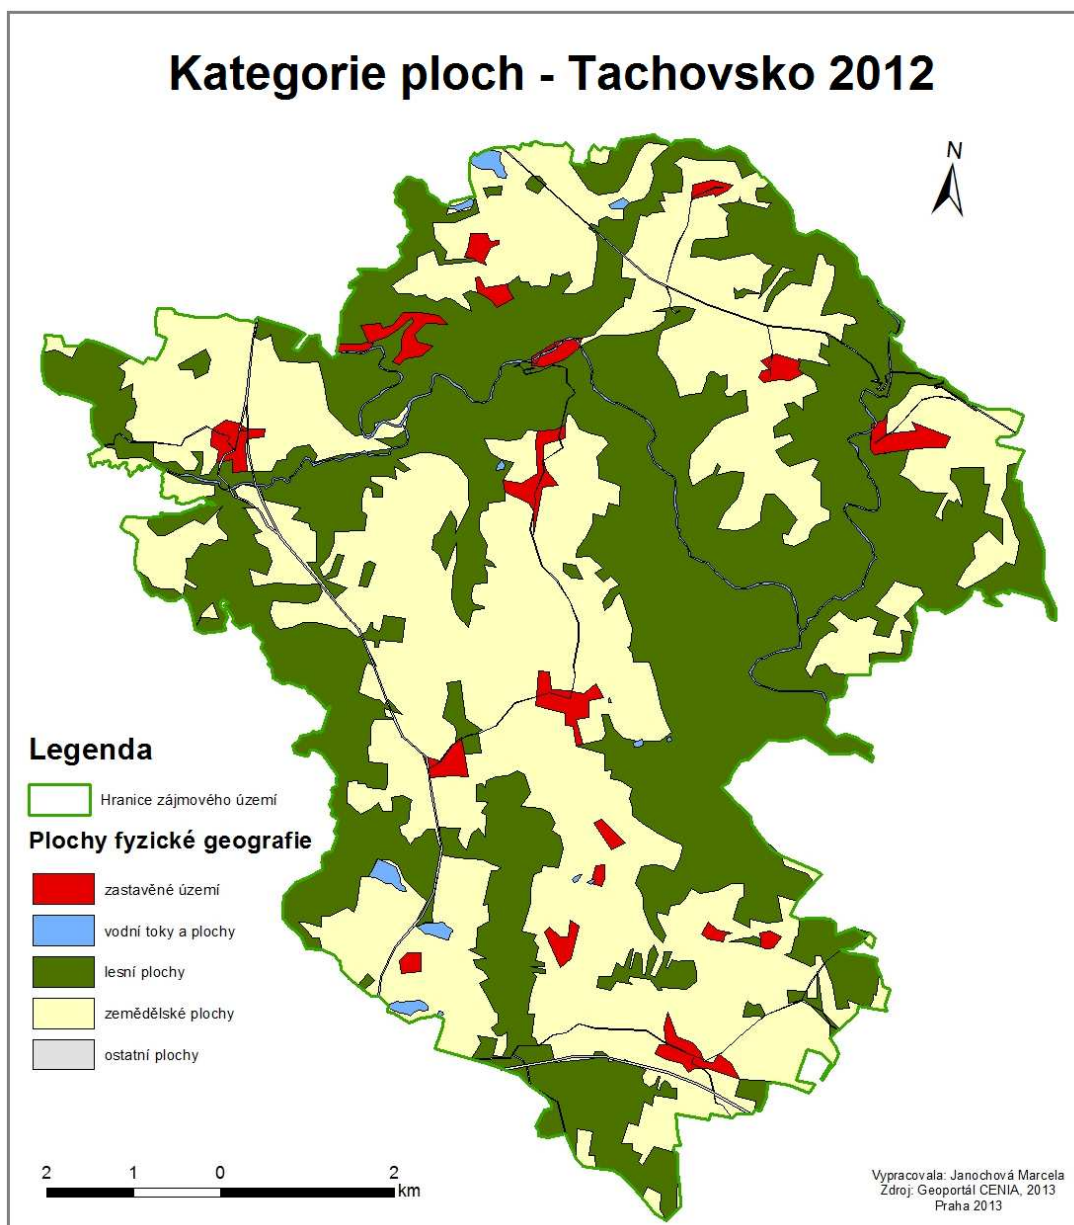 Kategorie ploch - Tachovsko 2012
N
Legenda
Hranice zájmového území
Plochy fyzické geografie
zastavěné území
vodní toky a plochy
lesní plochy
zemědělské plochy
ostatní plochy
2 1 0 2
km
Vypracovala: Janochová Marcela
Zdroj: Geoportál CENIA, 2013
Praha 2013